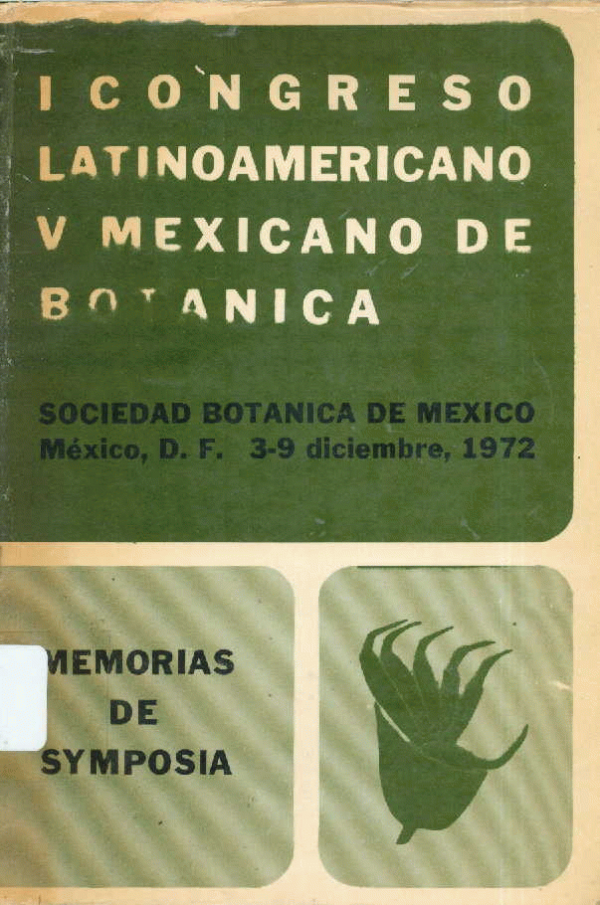 I CONGRESO
LATINOAMERICANO
V MEXICANO DE
BOTANICA
SOCIEDAD BOTANICA DE MEXICO
México, D. F. 3-9 diciembre, 1972
MEMORIAS
DE
SYMPOSIA